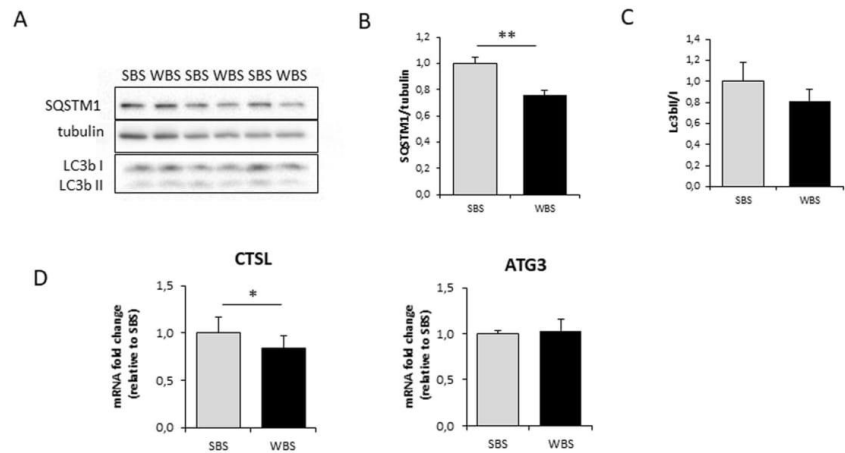 A
SBS WBS SBS WBS SBS WBS
SQSTM1
tubulin
LC3b I
LC3b II
B
SQSTM1/tubulin
1,2
1,0
0,8
0,6
0,4
0,2
0,0
**
SBS
WBS
C
Lc3bII/I
1,4
1,2
1,0
0,8
0,6
0,4
0,2
0,0
SBS
WBS
D
CTSL
mRNA fold change
(relative to SBS)
1,5
1,0
0,5
0,0
*
SBS
WBS
ATG3
mRNA fold change
(relative to SBS)
1,5
1,0
0,5
0,0
SBS
WBS